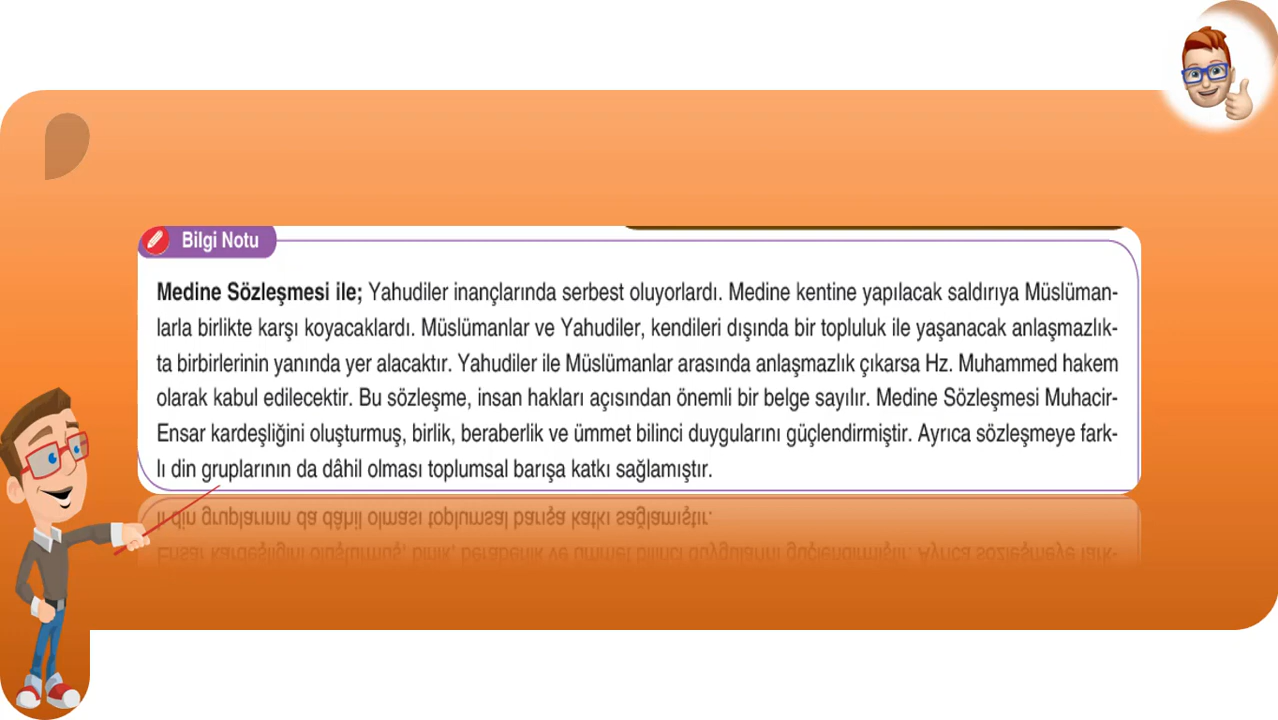 Bilgi Notu
Medine Sözleşmesi ile; Yahudiler inançlarında serbest oluyorlardı. Medine kentine yapılacak saldırıya Müslüman-
larla birlikte karşı koyacaklardı. Müslümanlar ve Yahudiler, kendileri dışında bir topluluk ile yaşanacak anlaşmazlık-
ta birbirlerinin yanında yer alacaktır. Yahudiler ile Müslümanlar arasında anlaşmazlık çıkarsa Hz. Muhammed hakem
olarak kabul edilecektir. Bu sözleşme, insan hakları açısından önemli bir belge sayılır. Medine Sözleşmesi Muhacir-
Ensar kardeşliğini oluşturmuş, birlik, beraberlik ve ümmet bilinci duygularını güçlendirmiştir. Ayrıca sözleşmeye fark-
lı din gruplarının da dâhil olması toplumsal barışa katkı sağlamıştır.